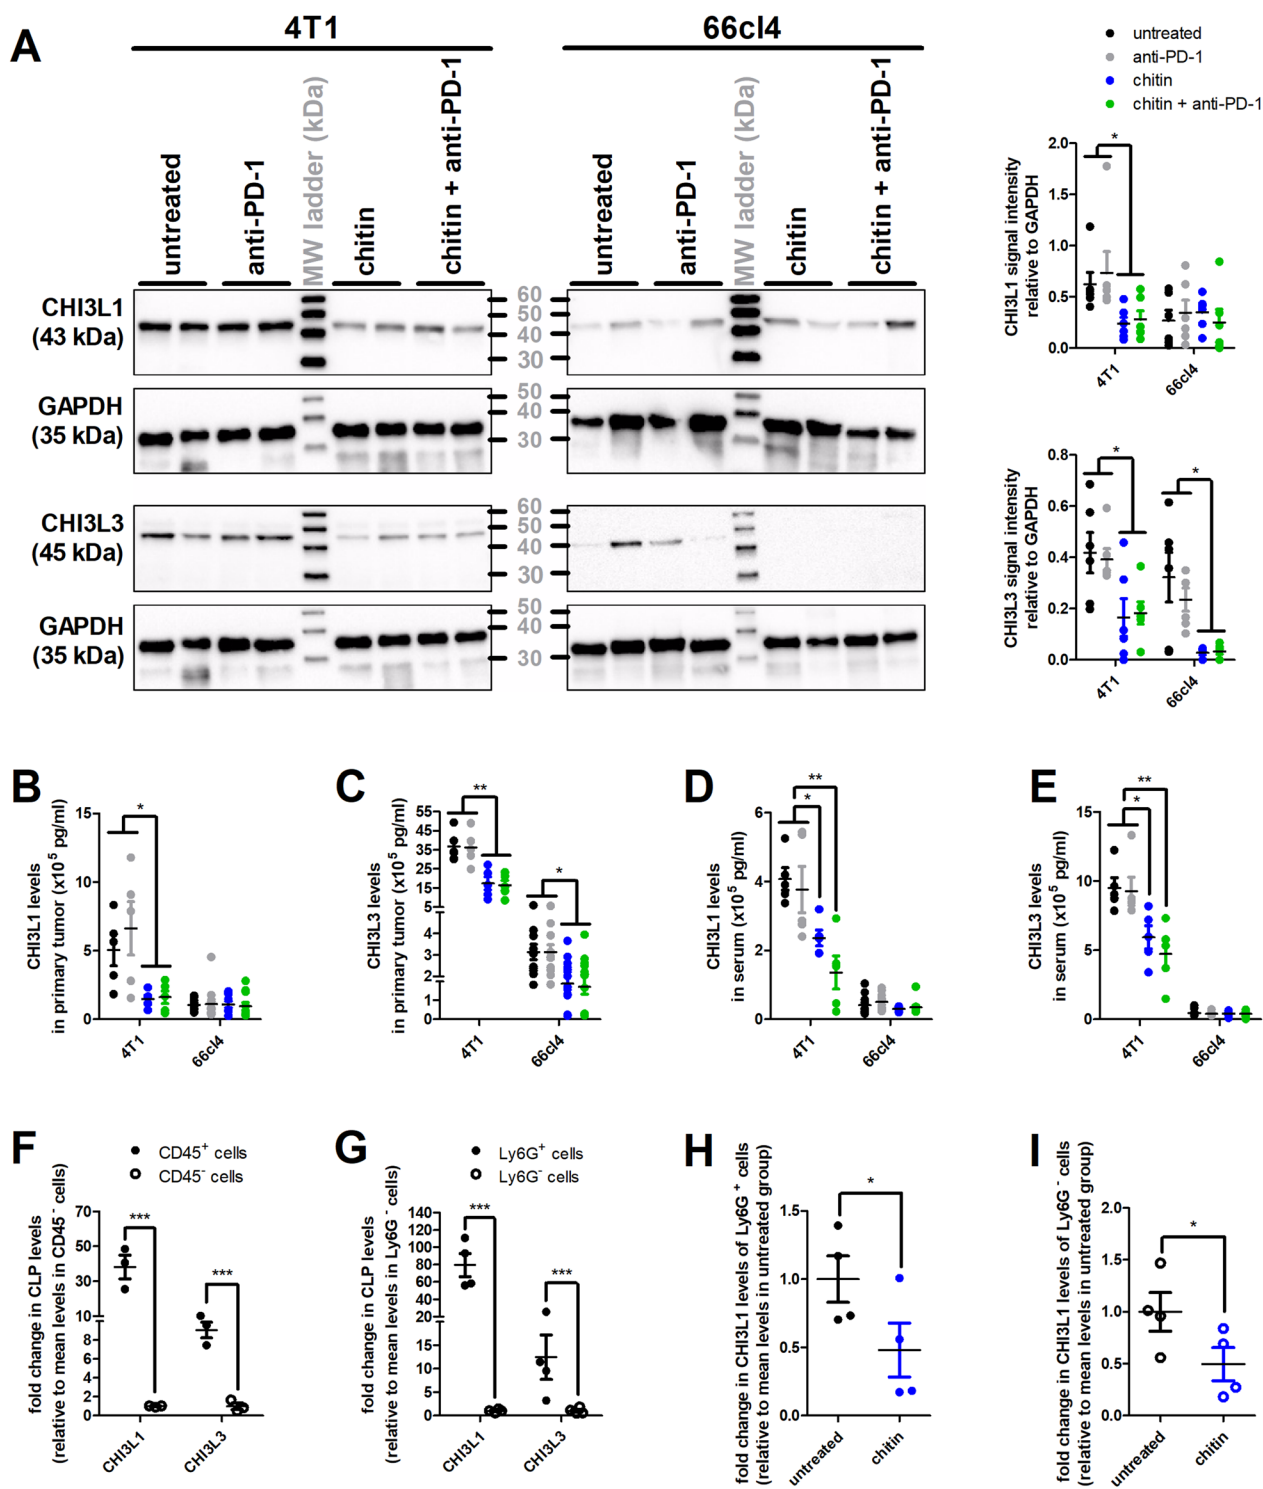 A
4T1
66cl4
untreated
anti-PD-1
MW ladder (kDa)
chitin
chitin + anti-PD-1
untreated
anti-PD-1
MW ladder (kDa)
chitin
chitin + anti-PD-1
CHI3L1
(43 kDa)
60
50
40
30
GAPDH
(35 kDa)
50
40
30
CHI3L3
(45 kDa)
60
50
40
30
GAPDH
(35 kDa)
50
40
30
untreated
anti-PD-1
chitin
chitin + anti-PD-1
CHI3L1 signal intensity
relative to GAPDH
2.0
1.5
1.0
0.5
0.0
*
4T1
66cl4
CHI3L3 signal intensity
relative to GAPDH
0.8
0.6
0.4
0.2
0.0
*
*
4T1
66cl4
B
CHI3L1 levels
in primary tumor (x10⁵ pg/ml)
15
10
5
0
*
4T1
66cl4
C
CHI3L3 levels
in primary tumor (x10⁵ pg/ml)
55
45
35
25
15
5
4
3
2
1
0
**
*
4T1
66cl4
D
CHI3L1 levels
in serum (x10⁵ pg/ml)
6
4
2
0
**
*
4T1
66cl4
E
CHI3L3 levels
in serum (x10⁵ pg/ml)
15
10
5
0
**
*
4T1
66cl4
F
CD45⁺ cells
CD45⁻ cells
fold change in CLP levels
(relative to mean levels in CD45⁻ cells)
70
50
30
10
8
6
4
2
0
***
***
CHI3L1
CHI3L3
G
Ly6G⁺ cells
Ly6G⁻ cells
fold change in CLP levels
(relative to mean levels in Ly6G⁻ cells)
140
120
100
80
60
40
20
15
10
5
0
***
***
CHI3L1
CHI3L3
H
fold change in CHI3L1 levels of Ly6G⁺ cells
(relative to mean levels in untreated group)
1.5
1.0
0.5
0.0
*
untreated
chitin
I
fold change in CHI3L1 levels of Ly6G⁻ cells
(relative to mean levels in untreated group)
2.0
1.5
1.0
0.5
0.0
*
untreated
chitin